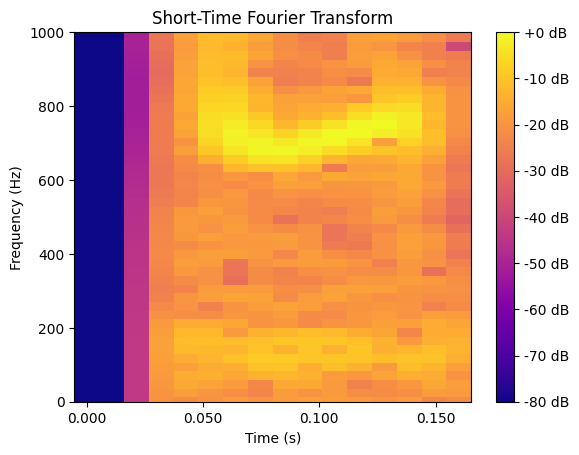 Short-Time Fourier Transform
1000
800
600
400
200
0
Frequency (Hz)
0.000
0.050
0.100
0.150
Time (s)
+0 dB
-10 dB
-20 dB
-30 dB
-40 dB
-50 dB
-60 dB
-70 dB
-80 dB